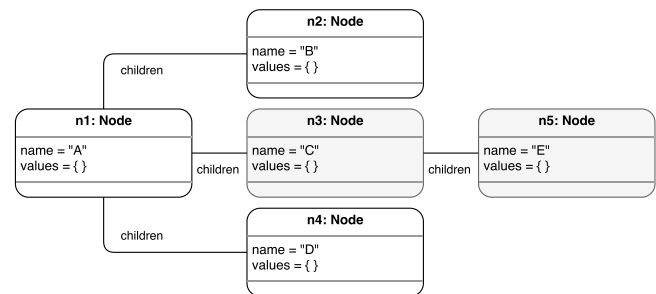 n2: Node
name = "B"
values = { }
children
n1: Node
name = "A"
values = { }
children
n3: Node
name = "C"
values = { }
children
n5: Node
name = "E"
values = { }
children
n4: Node
name = "D"
values = { }